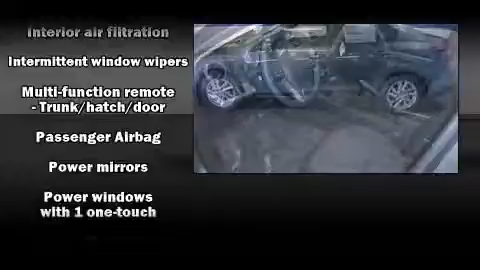 Interior air filtration
Intermittent window wipers
Multi-function remote
- Trunk/hatch/door
Passenger Airbag
Power mirrors
Power windows
with 1 one-touch